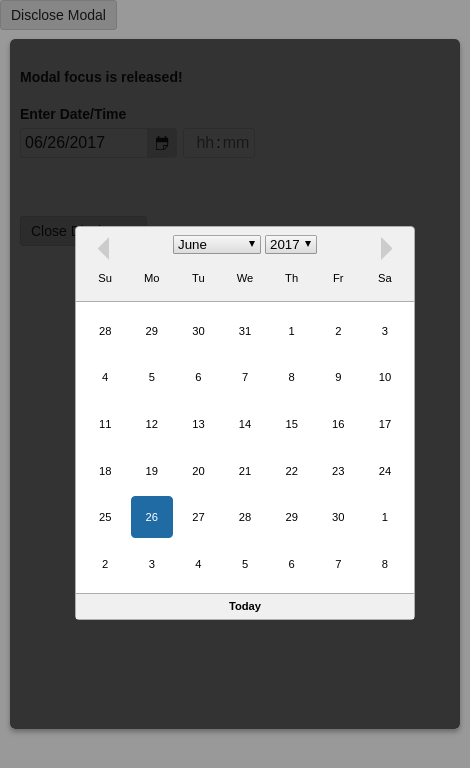 Disclose Modal
Modal focus is released!
Enter Date/Time
06/26/2017 hh:mm
Close D
June 2017
Su Mo Tu We Th Fr Sa
28 29 30 31 1 2 3
4 5 6 7 8 9 10
11 12 13 14 15 16 17
18 19 20 21 22 23 24
25 26 27 28 29 30 1
2 3 4 5 6 7 8
Today